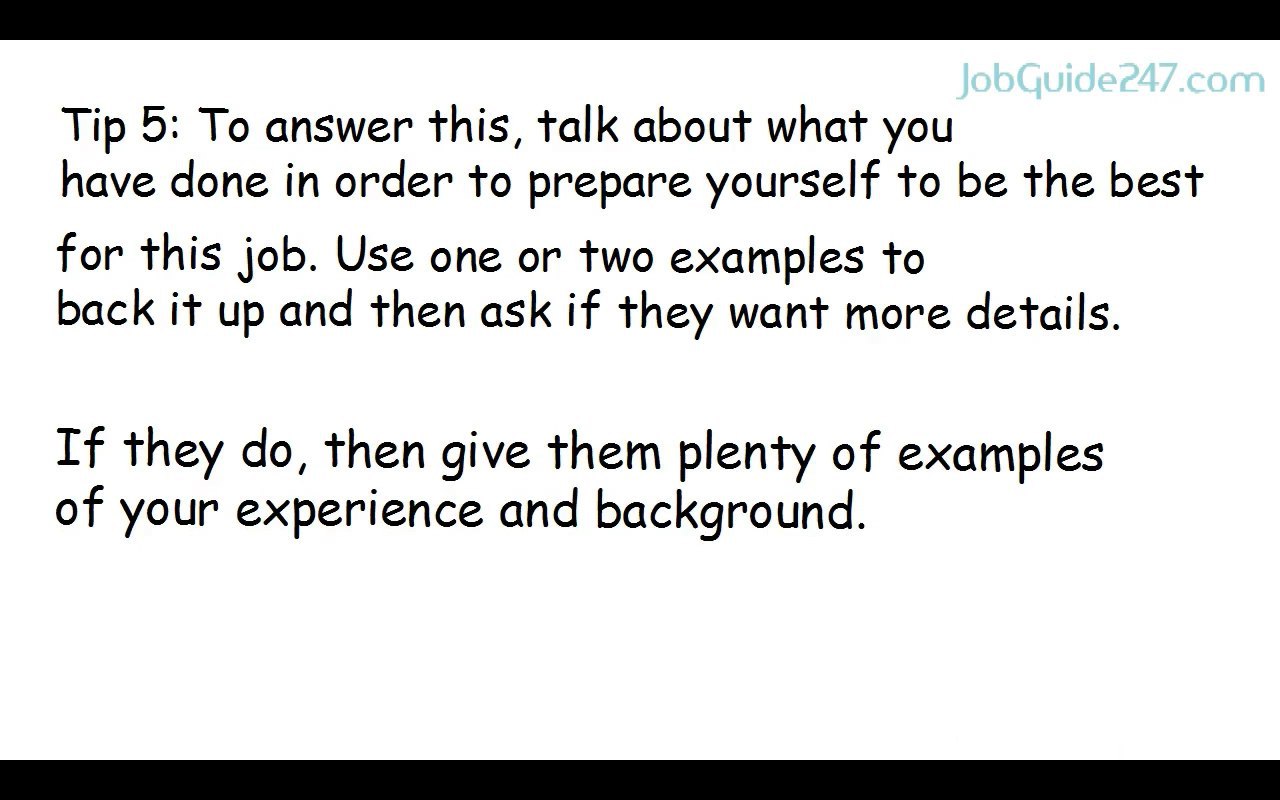 JobGuide247.com
Tip 5: To answer this, talk about what you
have done in order to prepare yourself to be the best
for this job. Use one or two examples to
back it up and then ask if they want more details.
If they do, then give them plenty of examples
of your experience and background.